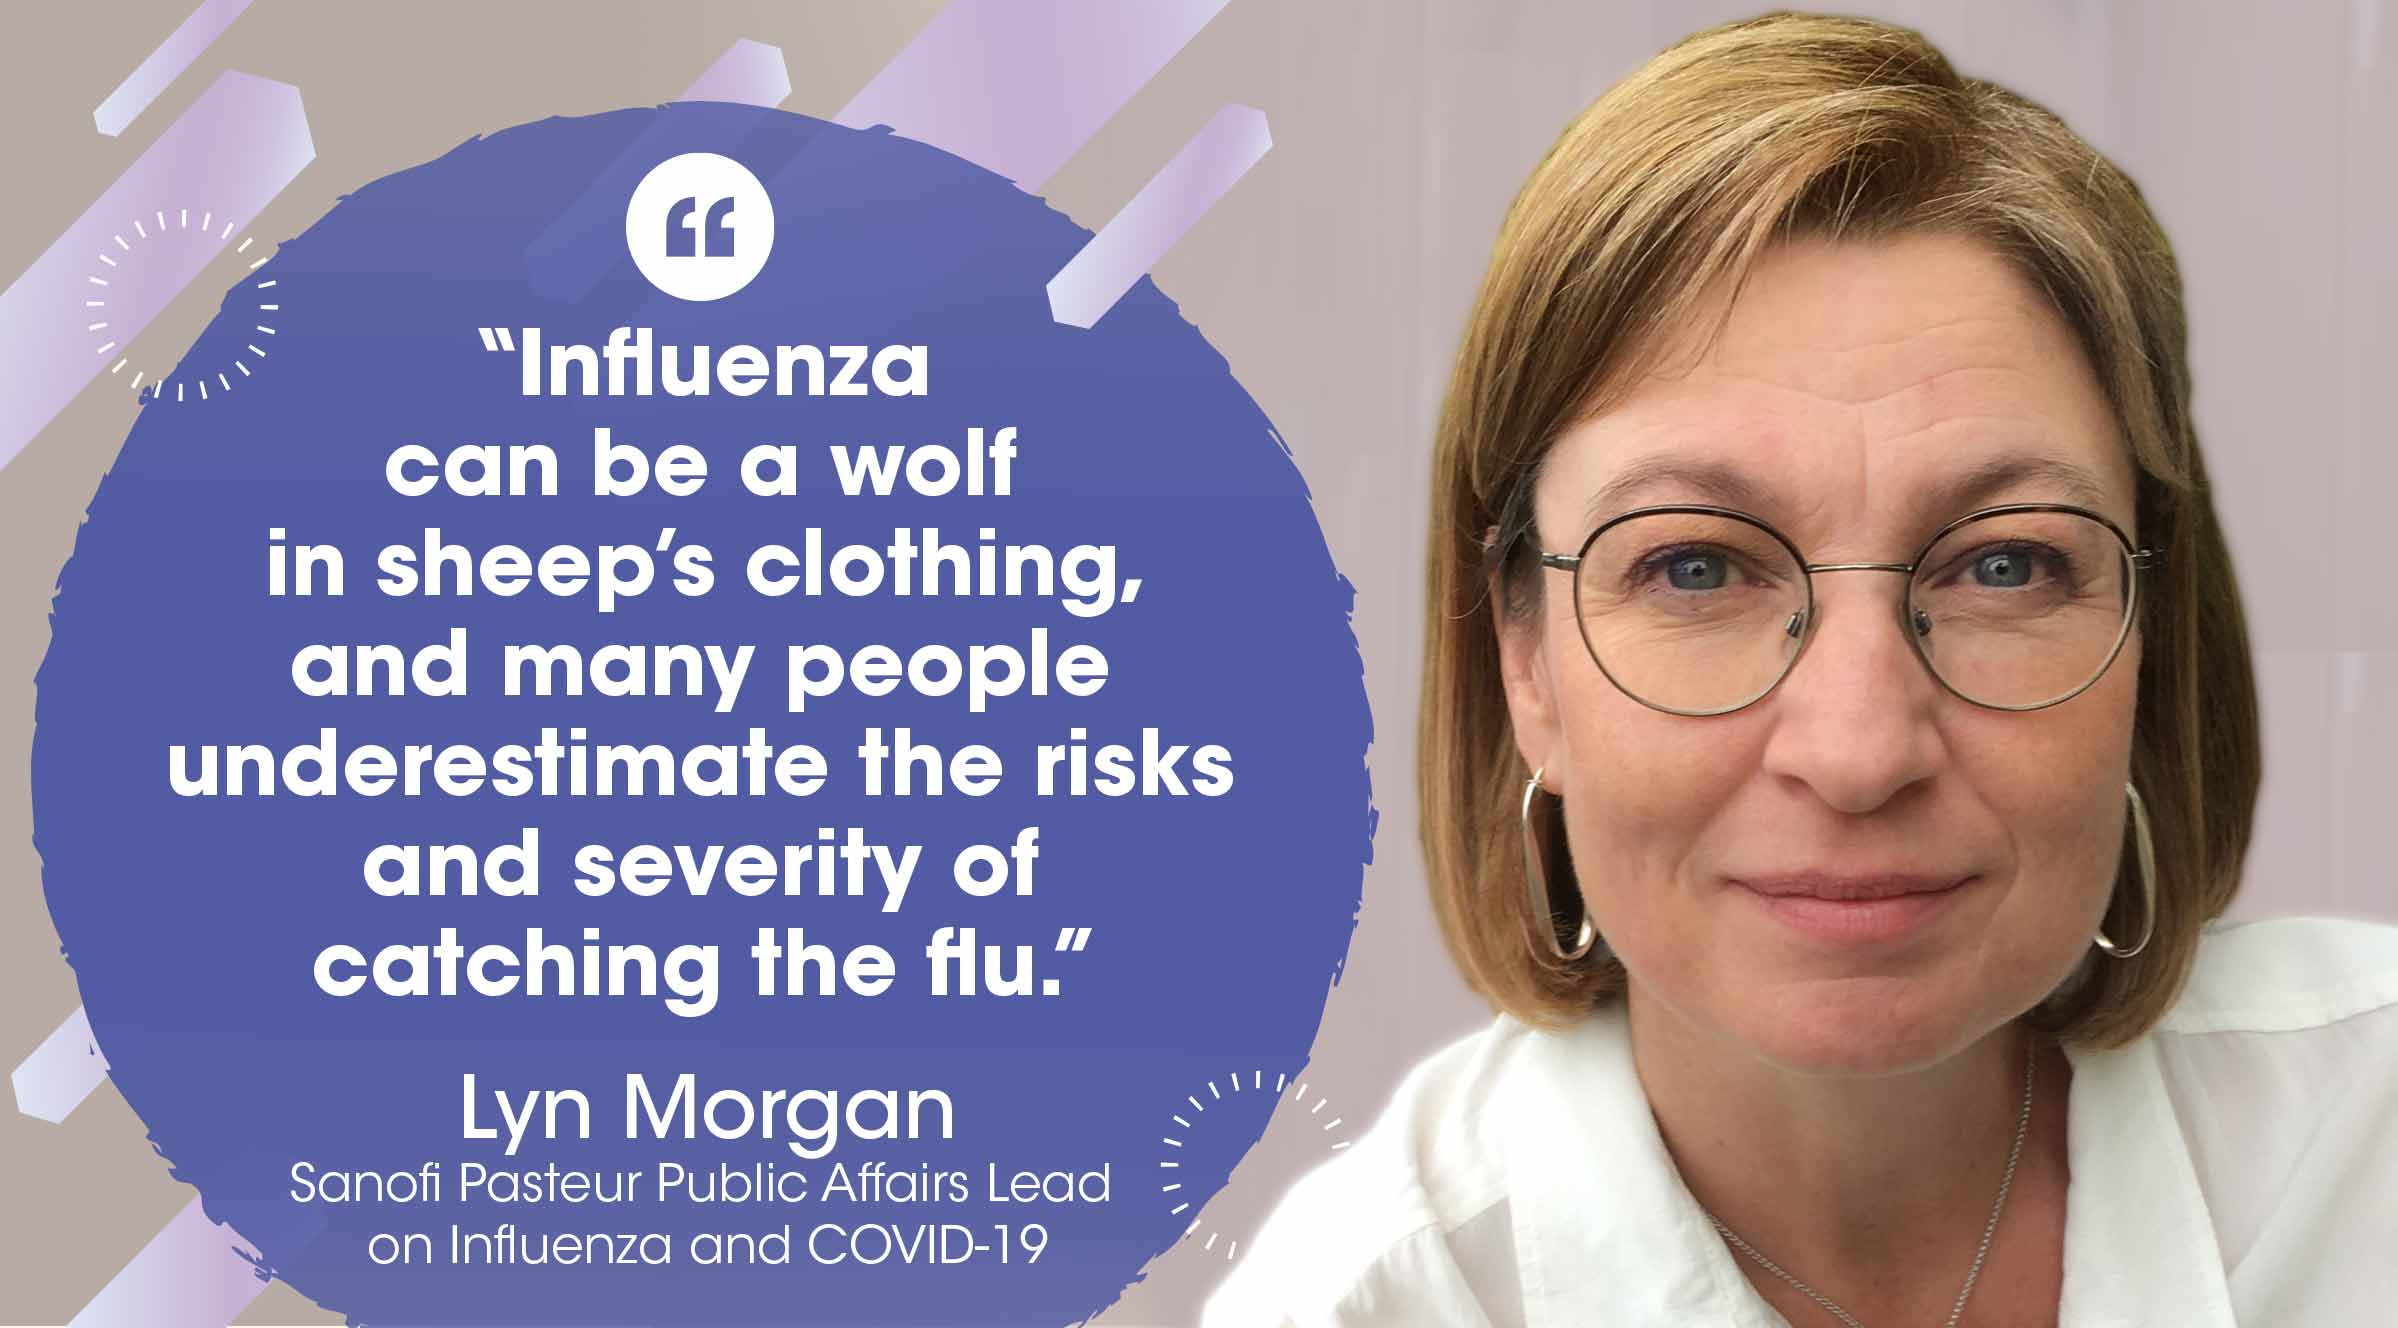 “Influenza
can be a wolf
in sheep’s clothing,
and many people
underestimate the risks
and severity of
catching the flu.”
Lyn Morgan
Sanofi Pasteur Public Affairs Lead
on Influenza and COVID-19